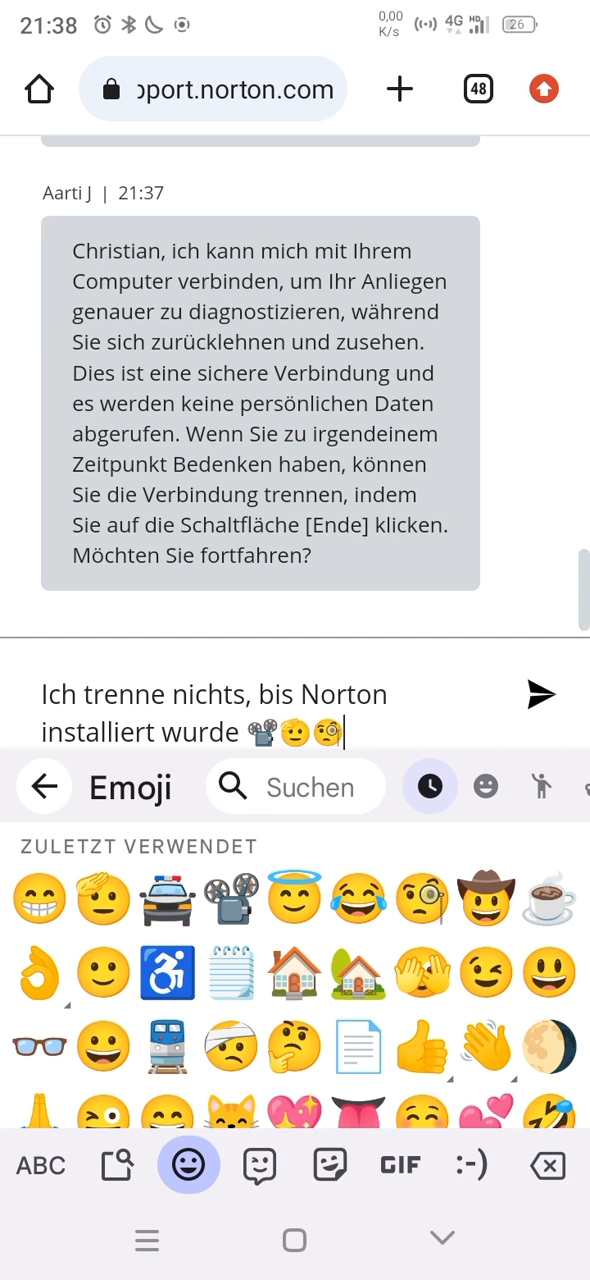 21:38
0,00
K/s
4G
HD
26
pport.norton.com
48
Aarti J | 21:37
Christian, ich kann mich mit Ihrem
Computer verbinden, um Ihr Anliegen
genauer zu diagnostizieren, während
Sie sich zurücklehnen und zusehen.
Dies ist eine sichere Verbindung und
es werden keine persönlichen Daten
abgerufen. Wenn Sie zu irgendeinem
Zeitpunkt Bedenken haben, können
Sie die Verbindung trennen, indem
Sie auf die Schaltfläche [Ende] klicken.
Möchten Sie fortfahren?
Ich trenne nichts, bis Norton
installiert wurde 📽️🫡🧐
Emoji
Suchen
ZULETZT VERWENDET
ABC
GIF
:-)